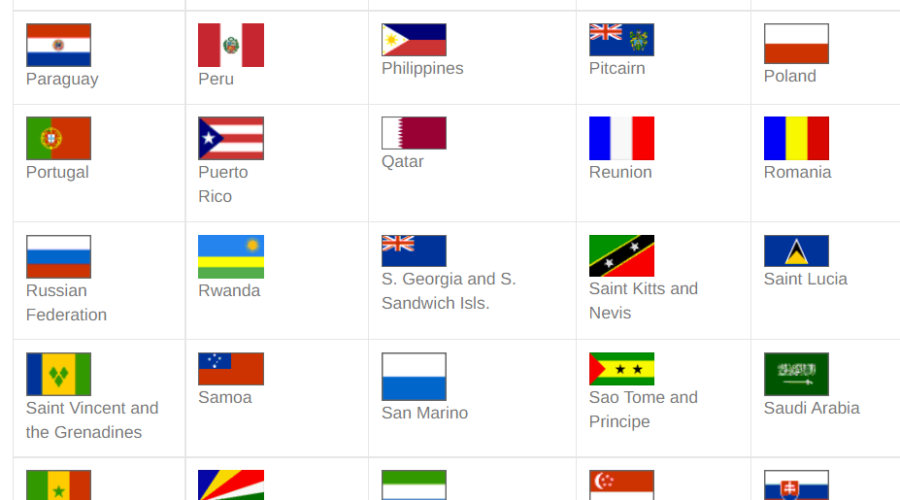 Paraguay
Peru
Philippines
Pitcairn
Poland
Portugal
Puerto
Rico
Qatar
Reunion
Romania
Russian
Federation
Rwanda
S. Georgia and S.
Sandwich Isls.
Saint Kitts and
Nevis
Saint Lucia
Saint Vincent and
the Grenadines
Samoa
San Marino
Sao Tome and
Principe
Saudi Arabia